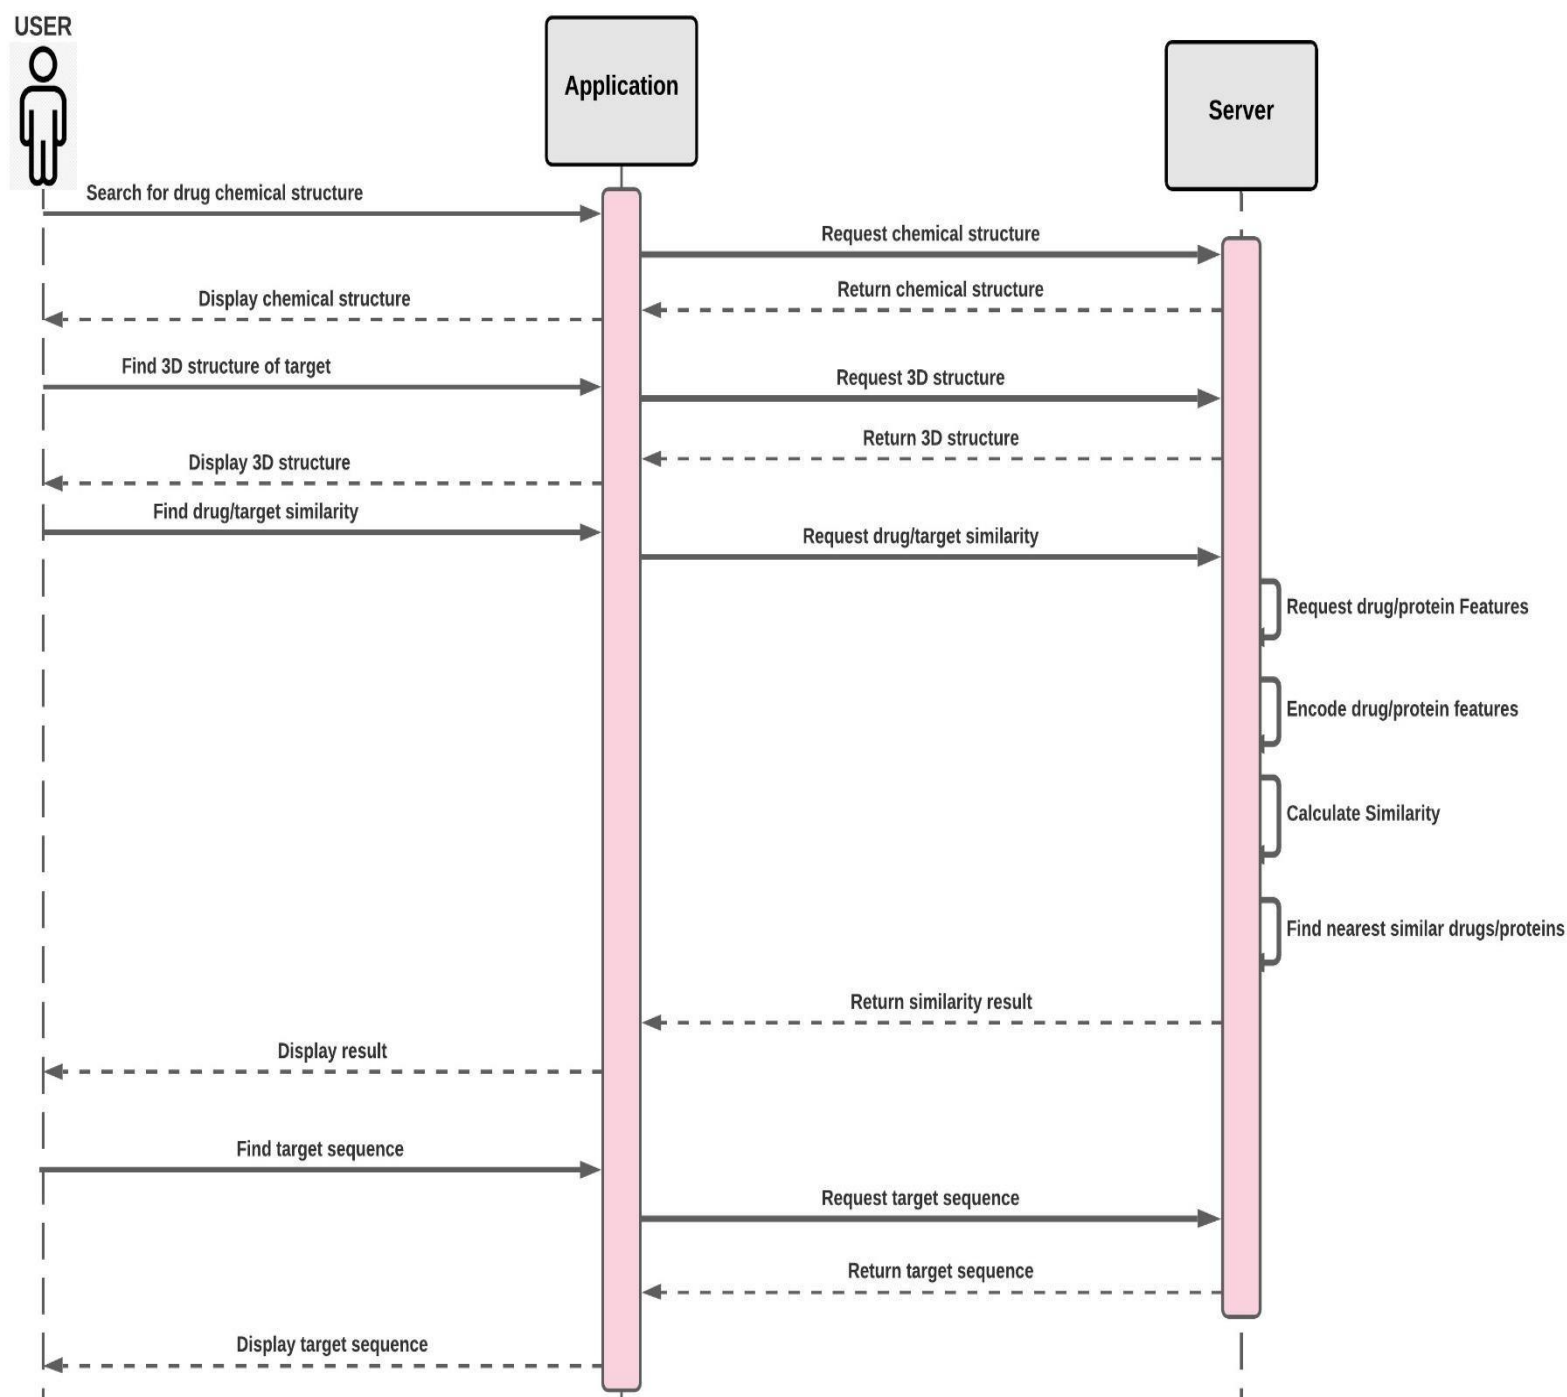 USER
Application
Server
Search for drug chemical structure
Request chemical structure
Return chemical structure
Display chemical structure
Find 3D structure of target
Request 3D structure
Return 3D structure
Display 3D structure
Find drug/target similarity
Request drug/target similarity
Request drug/protein Features
Encode drug/protein features
Calculate Similarity
Find nearest similar drugs/proteins
Return similarity result
Display result
Find target sequence
Request target sequence
Return target sequence
Display target sequence